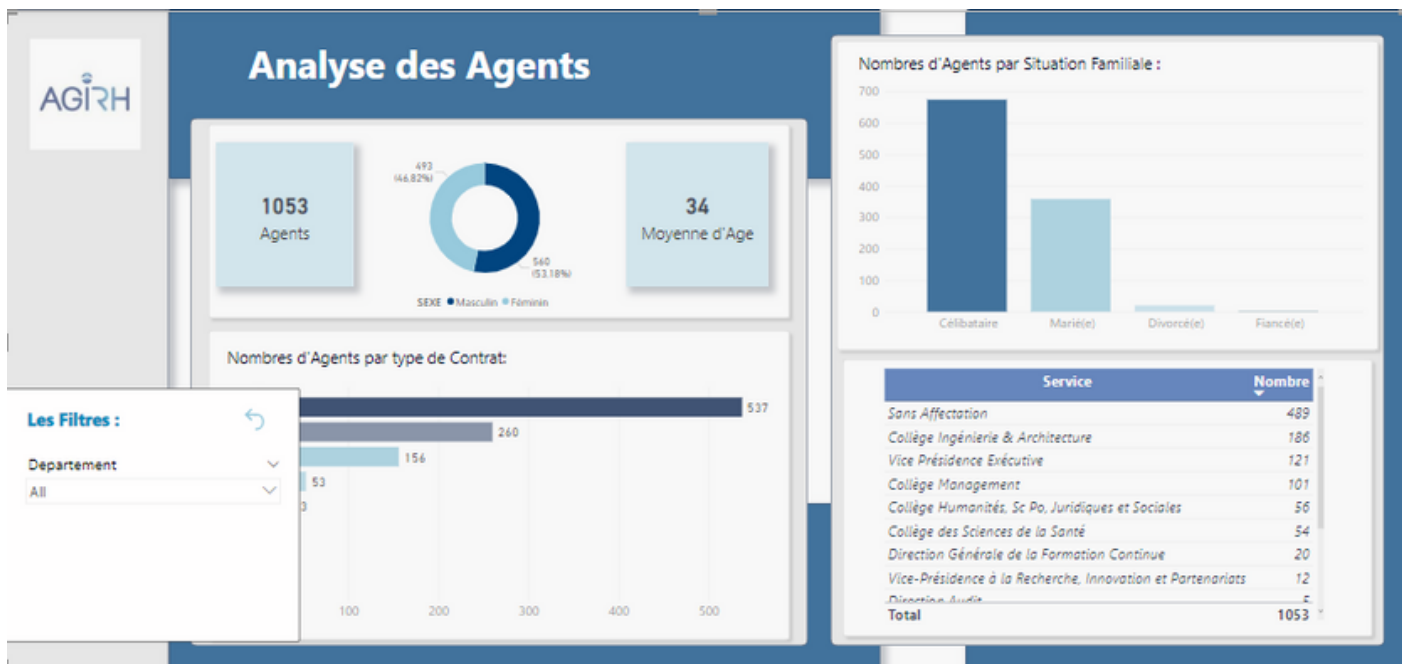 AGIRH
Analyse des Agents
1053
Agents
493
(46.82%)
560
(53.18%)
SEXE Masculin Féminin
34
Moyenne d'Age
Nombres d'Agents par type de Contrat:
537
260
156
53
3
100 200 300 400 500
Les Filtres :
Departement
All
Nombres d'Agents par Situation Familiale :
700
600
500
400
300
200
100
0
Célibataire Marié(e) Divorcé(e) Fiancé(e)
Service Nombre
Sans Affectation 489
Collège Ingénierie & Architecture 186
Vice Présidence Exécutive 121
Collège Management 101
Collège Humanités, Sc Po, Juridiques et Sociales 56
Collège des Sciences de la Santé 54
Direction Générale de la Formation Continue 20
Vice-Présidence à la Recherche, Innovation et Partenariats 12
Direction Audit 5
Total 1053